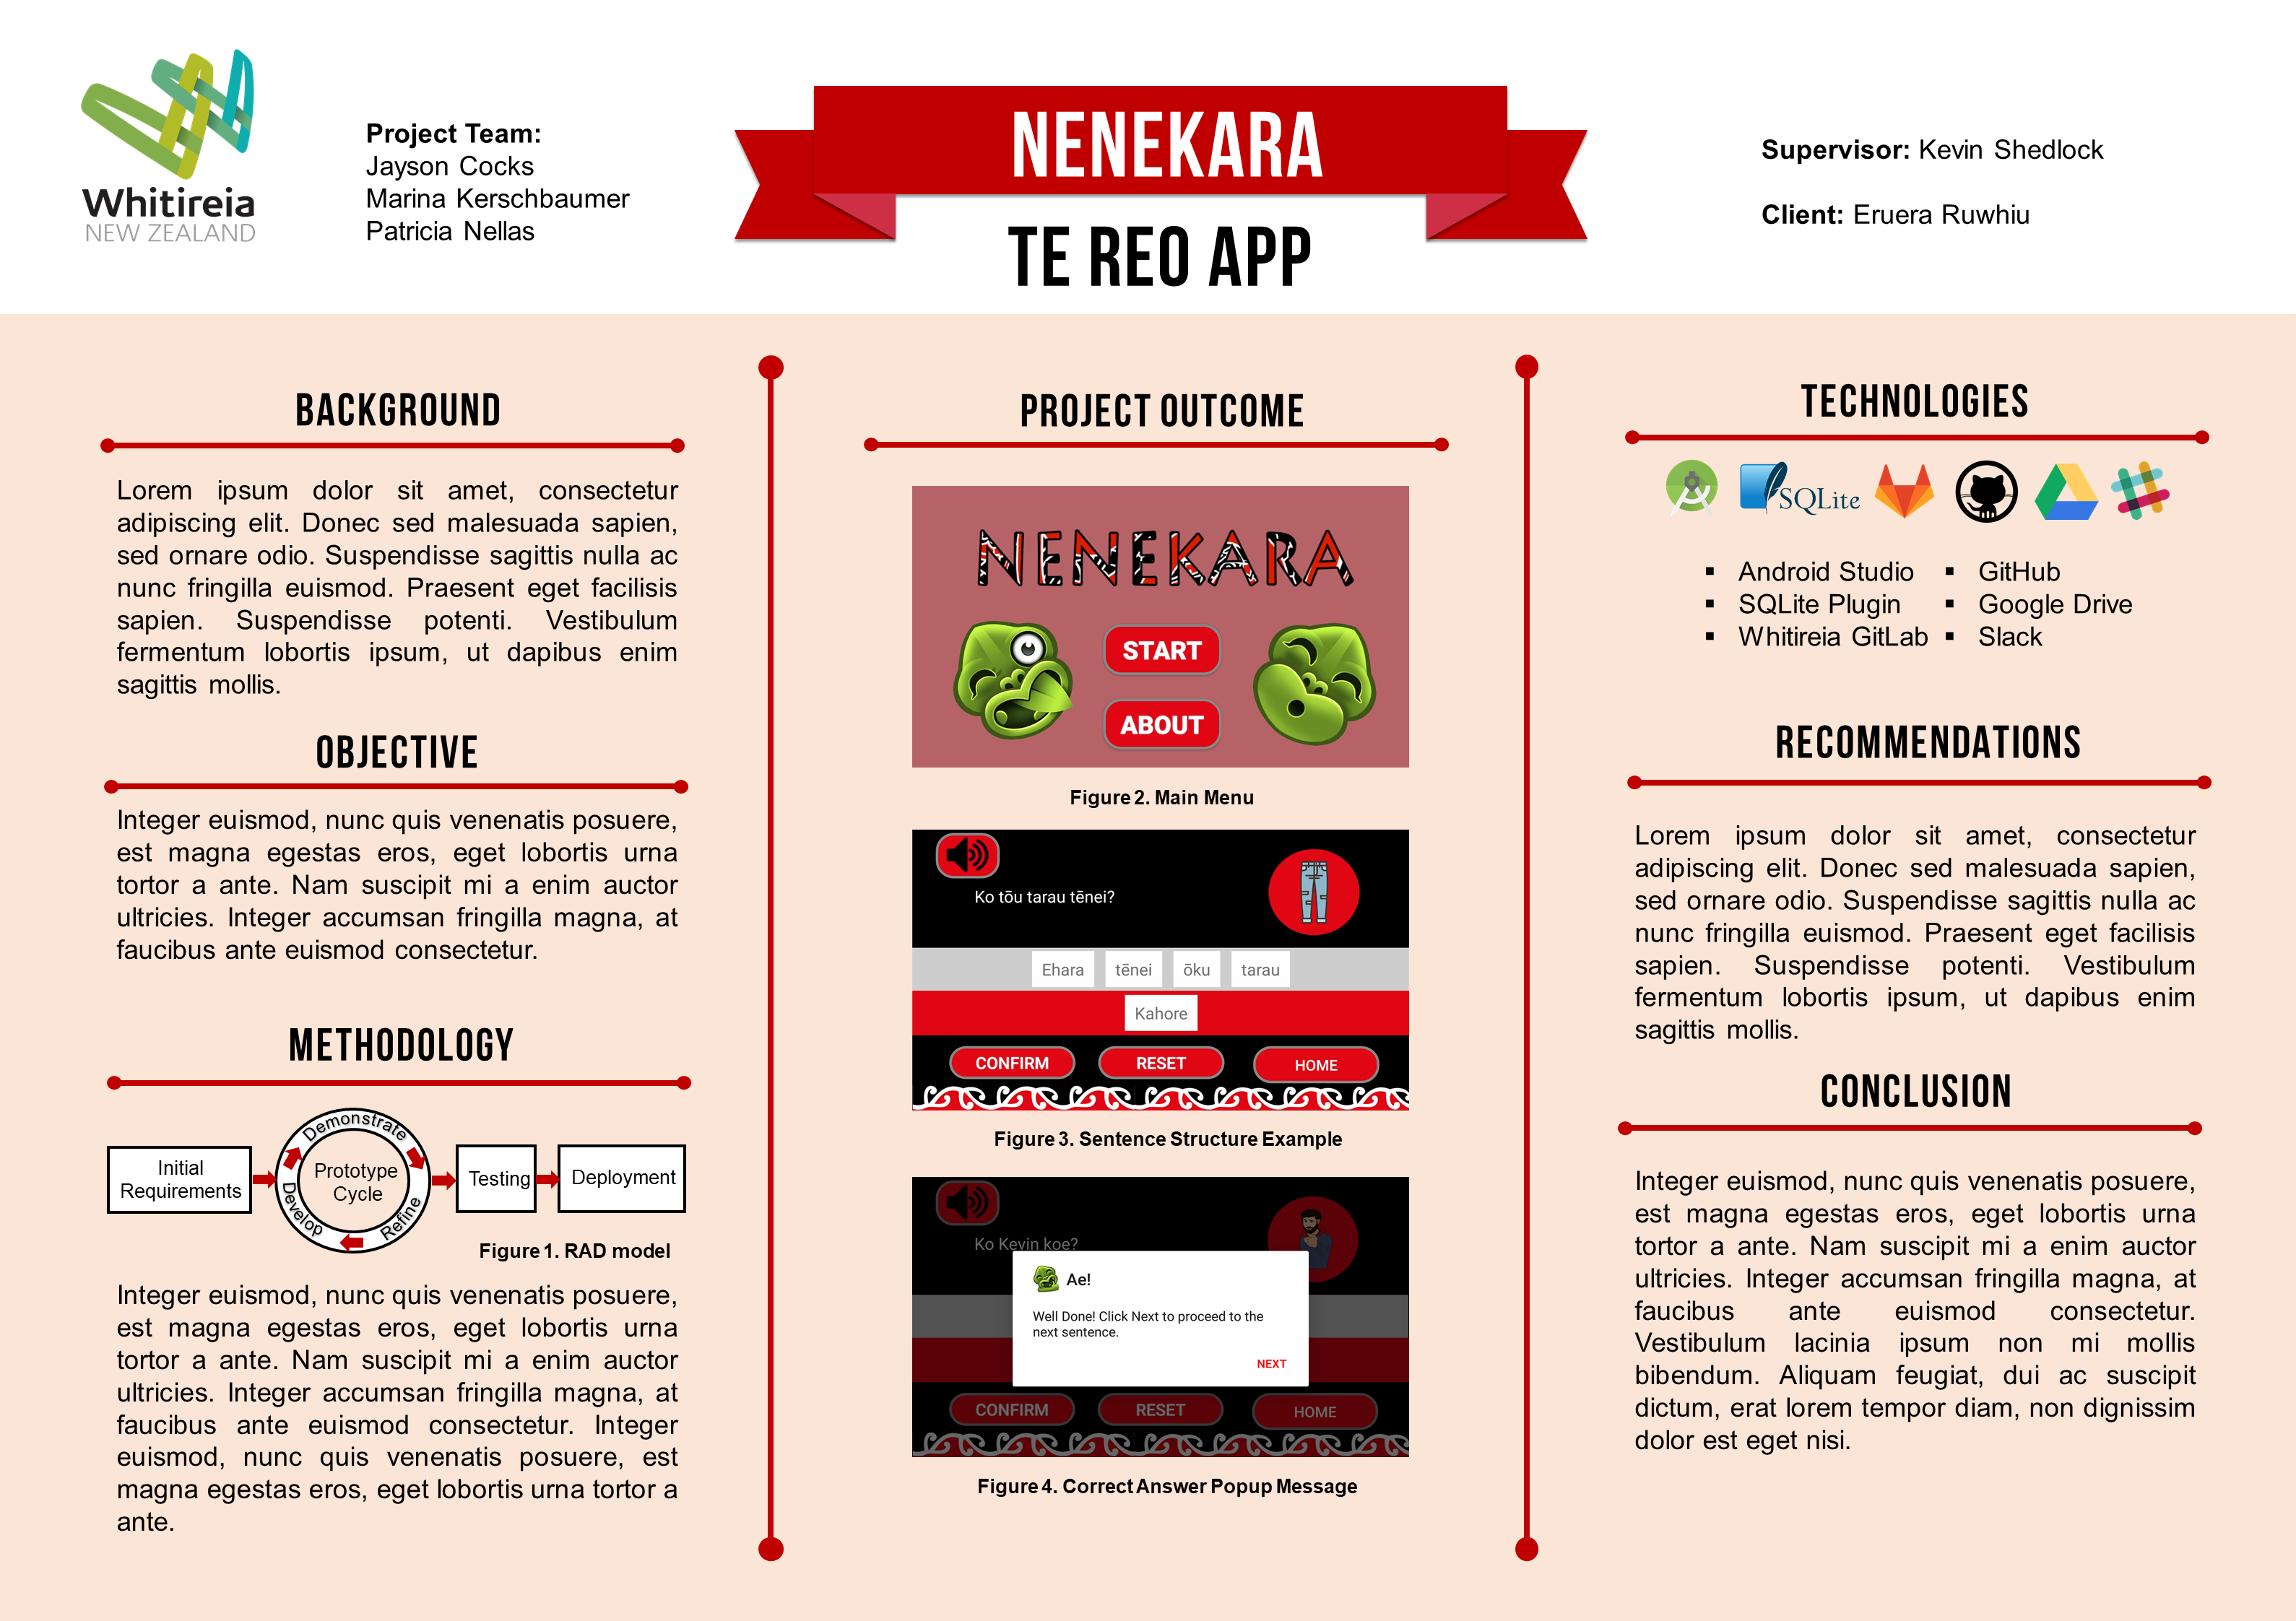 Whitireia
NEW ZEALAND
Project Team:
Jayson Cocks
Marina Kerschbaumer
Patricia Nellas
NENEKARA
TE REO APP
Supervisor: Kevin Shedlock
Client: Eruera Ruwhiu
BACKGROUND
Lorem ipsum dolor sit amet, consectetur
adipiscing elit. Donec sed malesuada sapien,
sed ornare odio. Suspendisse sagittis nulla ac
nunc fringilla euismod. Praesent eget facilisis
sapien. Suspendisse potenti. Vestibulum
fermentum lobortis ipsum, ut dapibus enim
sagittis mollis.
OBJECTIVE
Integer euismod, nunc quis venenatis posuere,
est magna egestas eros, eget lobortis urna
tortor a ante. Nam suscipit mi a enim auctor
ultricies. Integer accumsan fringilla magna, at
faucibus ante euismod consectetur.
METHODOLOGY
Initial
Requirements
Demonstrate
Refine
Develop
Prototype
Cycle
Testing
Deployment
Figure 1. RAD model
Integer euismod, nunc quis venenatis posuere,
est magna egestas eros, eget lobortis urna
tortor a ante. Nam suscipit mi a enim auctor
ultricies. Integer accumsan fringilla magna, at
faucibus ante euismod consectetur. Integer
euismod, nunc quis venenatis posuere, est
magna egestas eros, eget lobortis urna tortor a
ante.
PROJECT OUTCOME
NENEKARA
START
ABOUT
Figure 2. Main Menu
Ko tōu tarau tēnei?
Ehara tēnei ōku tarau
Kahore
CONFIRM RESET HOME
Figure 3. Sentence Structure Example
Ko Kevin koe?
Ae!
Well Done! Click Next to proceed to the
next sentence.
NEXT
CONFIRM RESET HOME
Figure 4. Correct Answer Popup Message
TECHNOLOGIES
SQLite
▪ Android Studio
▪ SQLite Plugin
▪ Whitireia GitLab
▪ GitHub
▪ Google Drive
▪ Slack
RECOMMENDATIONS
Lorem ipsum dolor sit amet, consectetur
adipiscing elit. Donec sed malesuada sapien,
sed ornare odio. Suspendisse sagittis nulla ac
nunc fringilla euismod. Praesent eget facilisis
sapien. Suspendisse potenti. Vestibulum
fermentum lobortis ipsum, ut dapibus enim
sagittis mollis.
CONCLUSION
Integer euismod, nunc quis venenatis posuere,
est magna egestas eros, eget lobortis urna
tortor a ante. Nam suscipit mi a enim auctor
ultricies. Integer accumsan fringilla magna, at
faucibus ante euismod consectetur.
Vestibulum lacinia ipsum non mi mollis
bibendum. Aliquam feugiat, dui ac suscipit
dictum, erat lorem tempor diam, non dignissim
dolor est eget nisi.